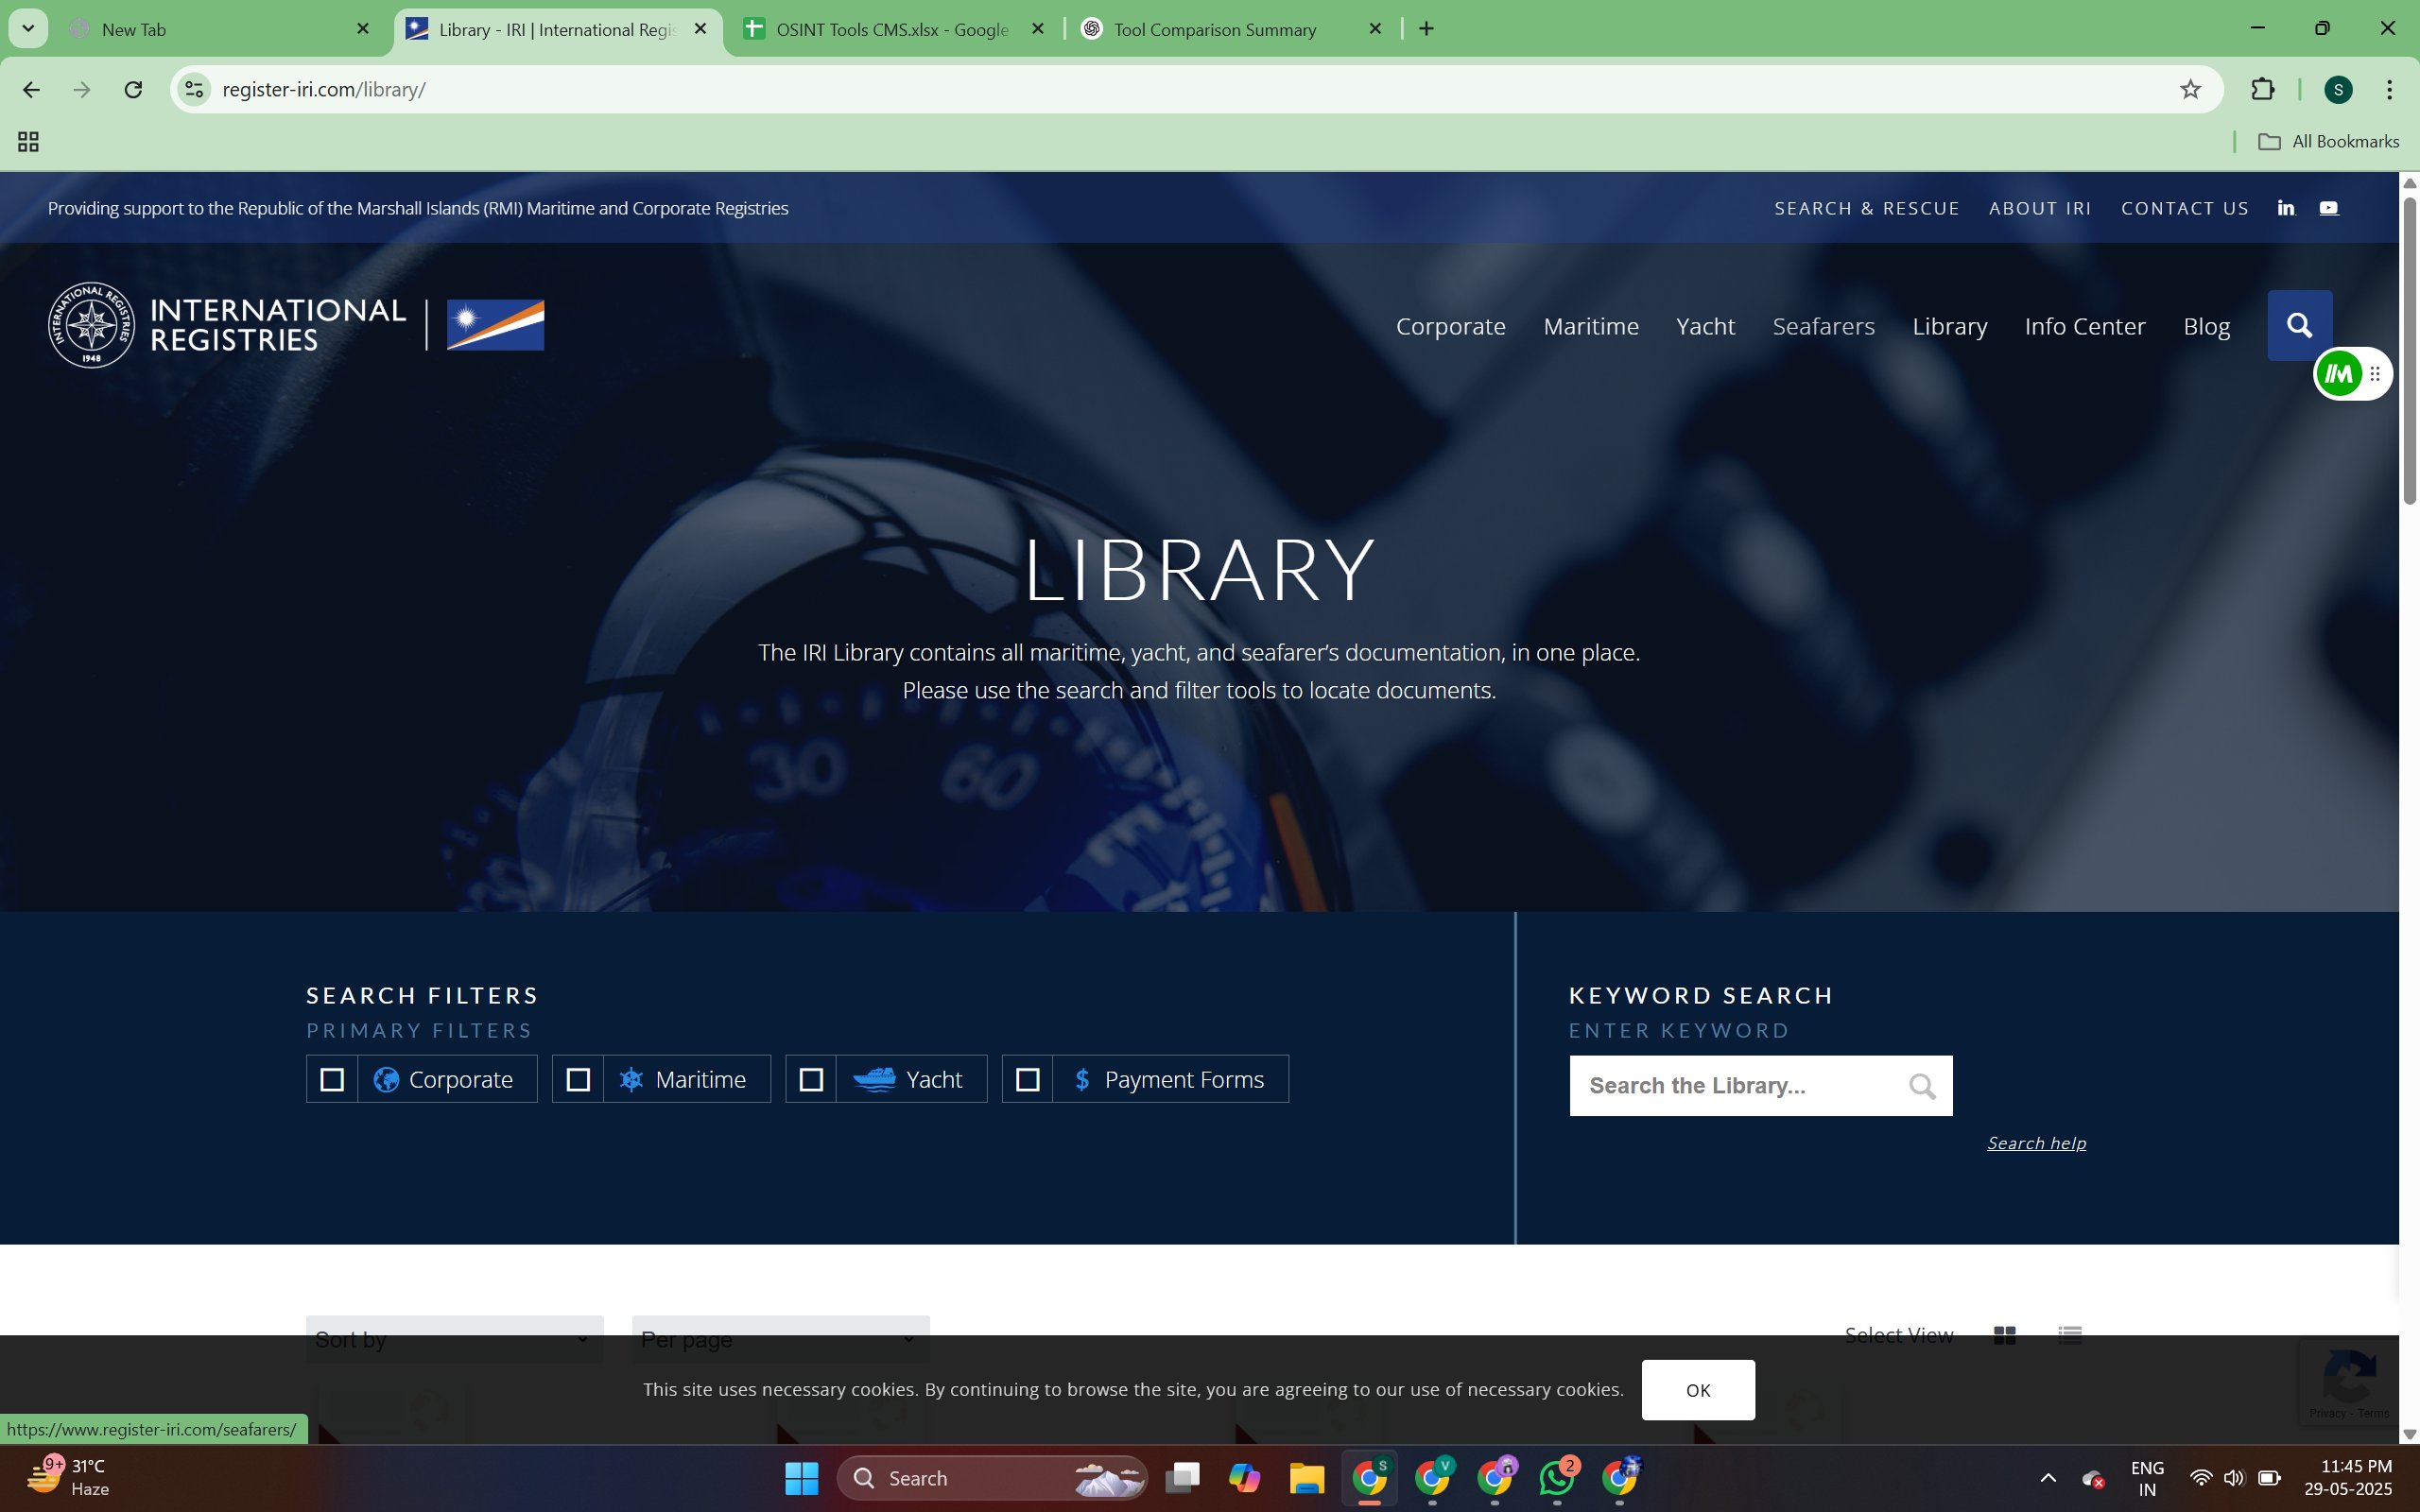 New Tab
Library - IRI | International Regis
OSINT Tools CMS.xlsx - Google
Tool Comparison Summary
register-iri.com/library/
S
All Bookmarks
Providing support to the Republic of the Marshall Islands (RMI) Maritime and Corporate Registries
SEARCH & RESCUE
ABOUT IRI
CONTACT US
in
INTERNATIONAL REGISTRIES
1948
INTERNATIONAL
REGISTRIES
Corporate
Maritime
Yacht
Seafarers
Library
Info Center
Blog
LIBRARY
The IRI Library contains all maritime, yacht, and seafarer’s documentation, in one place.
Please use the search and filter tools to locate documents.
30
60
SEARCH FILTERS
PRIMARY FILTERS
Corporate
Maritime
Yacht
$ Payment Forms
KEYWORD SEARCH
ENTER KEYWORD
Search the Library...
Search help
Sort by
Per page
Select View
This site uses necessary cookies. By continuing to browse the site, you are agreeing to our use of necessary cookies.
OK
Privacy - Terms
https://www.register-iri.com/seafarers/
9+
31°C
Haze
Search
S
V
2
ENG
IN
11:45 PM
29-05-2025